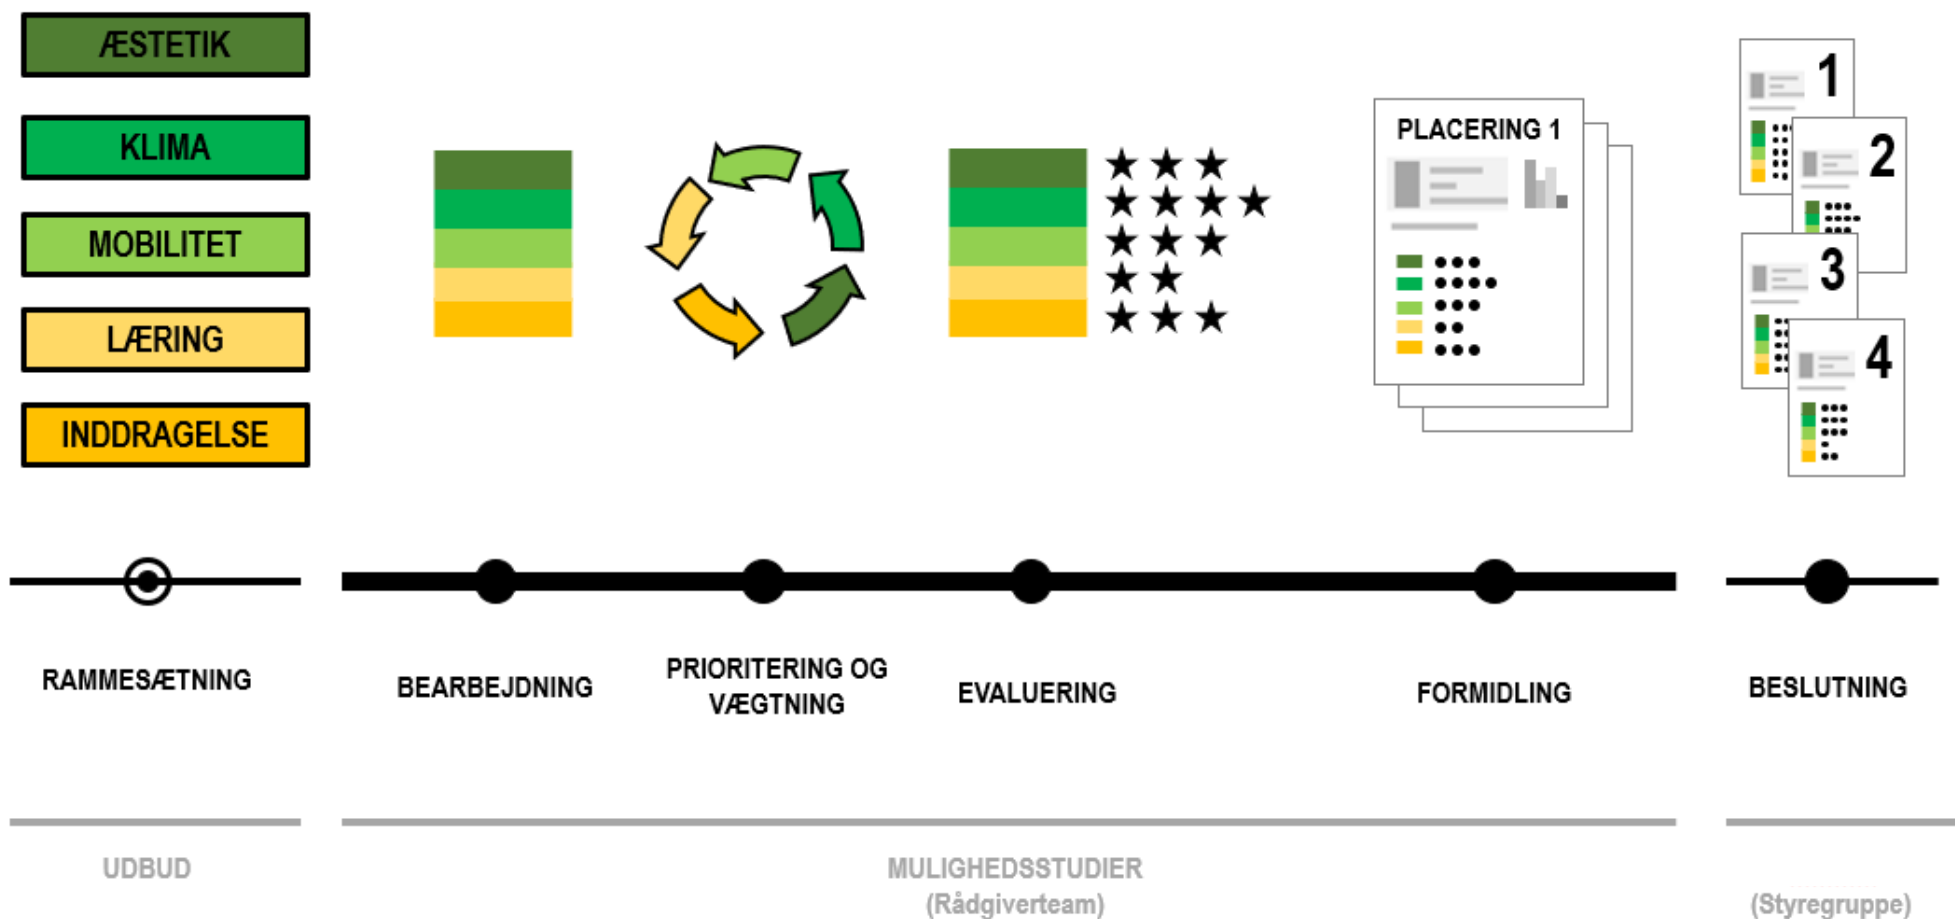 ÆSTETIK
KLIMA
MOBILITET
LÆRING
INDDRAGELSE
PLACERING 1
1
2
3
4
RAMMESÆTNING
BEARBEJDNING
PRIORITERING OG
VÆGTNING
EVALUERING
FORMIDLING
BESLUTNING
UDBUD
MULIGHEDSSTUDIER
(Rådgiverteam)
(Styregruppe)